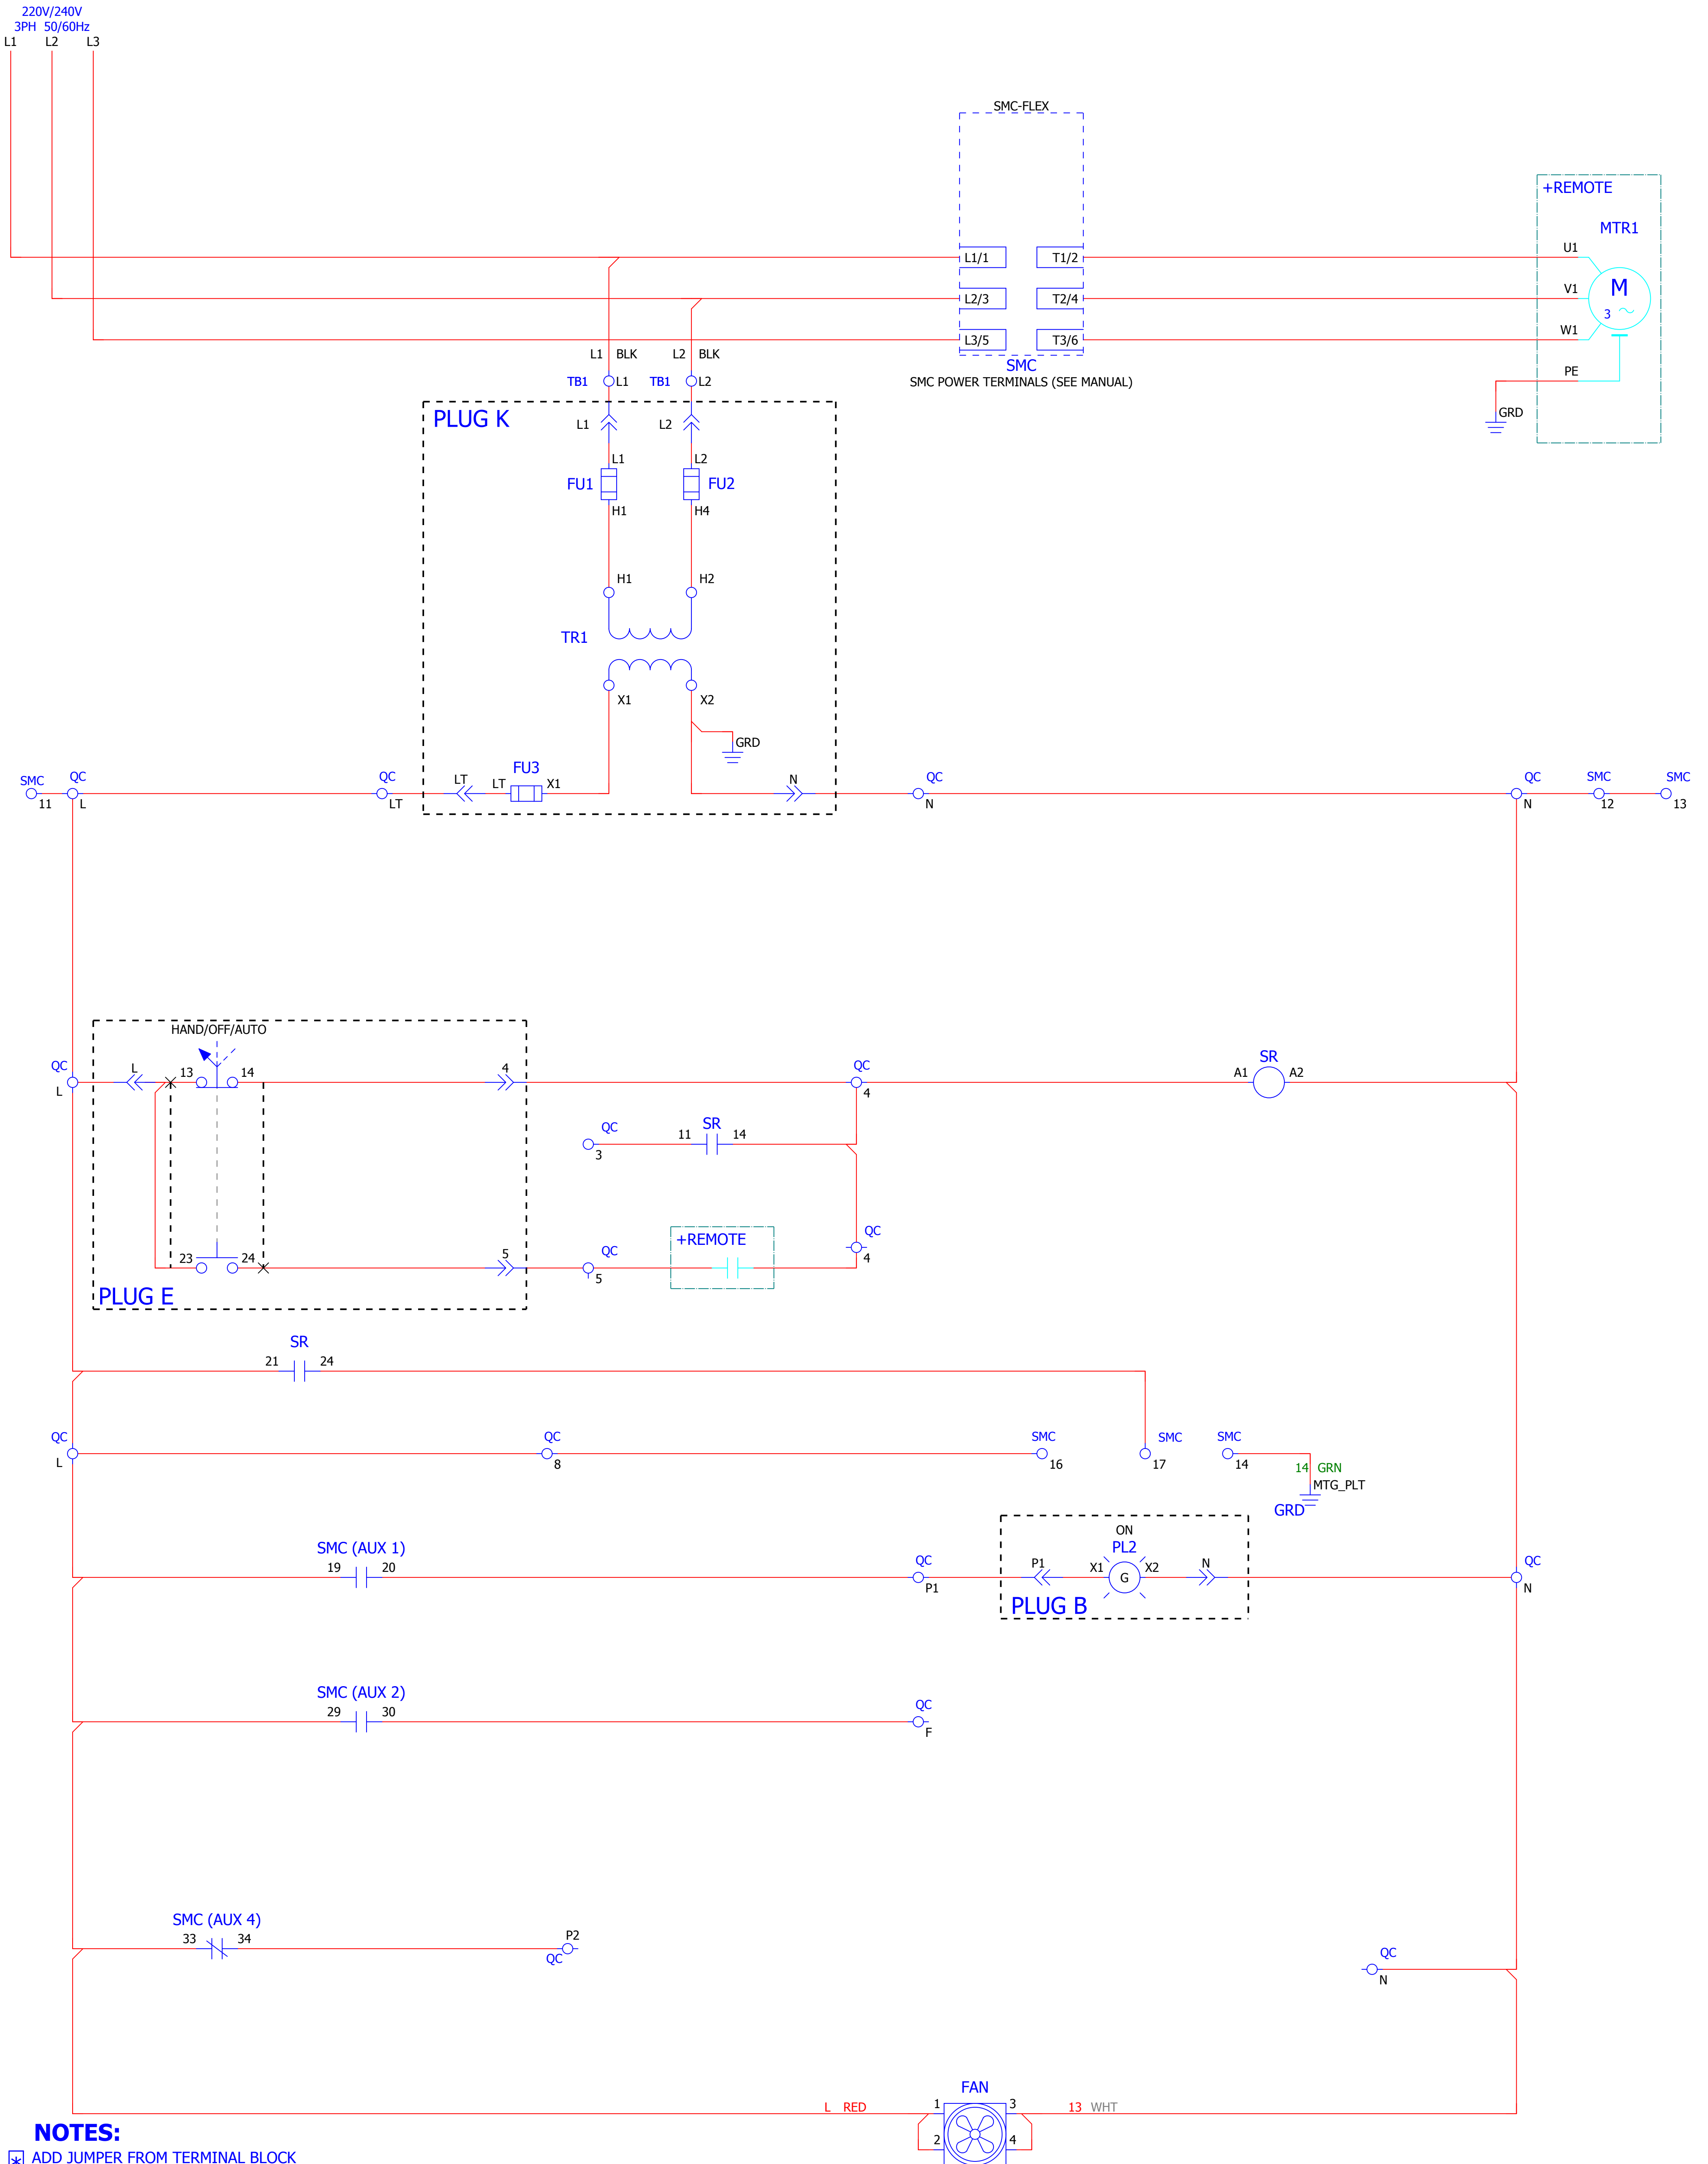 220V/240V
3PH 50/60Hz
L1 L2 L3
SMC-FLEX
+REMOTE
MTR1
U1
L1/1 T1/2
V1
M
3
L2/3 T2/4
W1
L3/5 T3/6
L1 BLK L2 BLK
SMC
SMC POWER TERMINALS (SEE MANUAL)
PE
TB1 L1 TB1 L2
GRD
PLUG K
L1 L2
L1 L2
FU1 FU2
H1 H4
H1 H2
TR1
X1 X2
GRD
SMC QC QC LT LT FU3 X1 N QC QC SMC SMC
11 L LT N N 12 13
HAND/OFF/AUTO
QC L 13 14 4 QC SR
L 4 A1 A2
QC 11 SR 14
3
QC
+REMOTE
4
23 24 5 QC
5
PLUG E
SR
21 24
QC QC SMC SMC SMC
L 8 16 17 14
14 GRN
MTG_PLT
GRD
ON
SMC (AUX 1) PL2
19 20 QC P1 X1 X2 N QC
G
P1 N
PLUG B
SMC (AUX 2)
29 30 QC
F
SMC (AUX 4)
33 34 P2
QC
QC
N
FAN
L RED 1 3 13 WHT
2 4
NOTES:
* ADD JUMPER FROM TERMINAL BLOCK